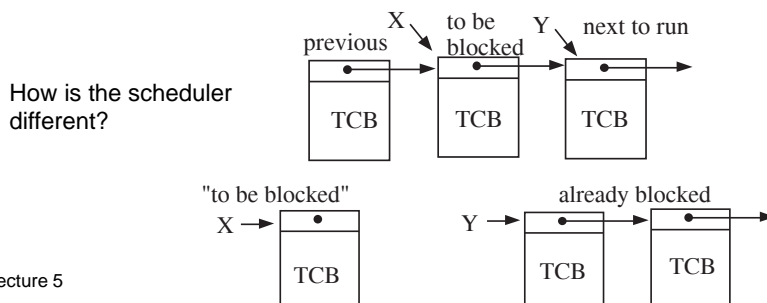 X to be Y next to run
previous blocked
How is the scheduler
different?
TCB TCB TCB
"to be blocked" already blocked
X Y
TCB TCB TCB
ecture 5